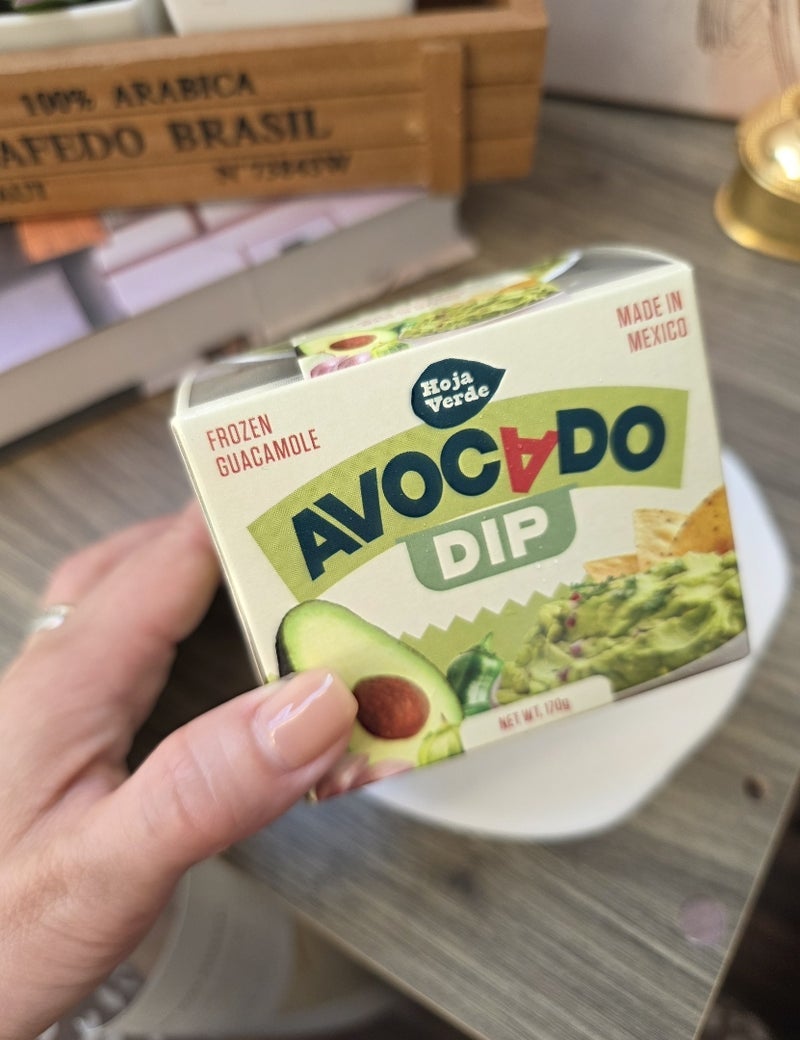 100% ARABICA
AFEDO BRASIL
MADE IN
MEXICO
Hoja
Verde
FROZEN
GUACAMOLE
AVOCADO
DIP
NET WT. 170g